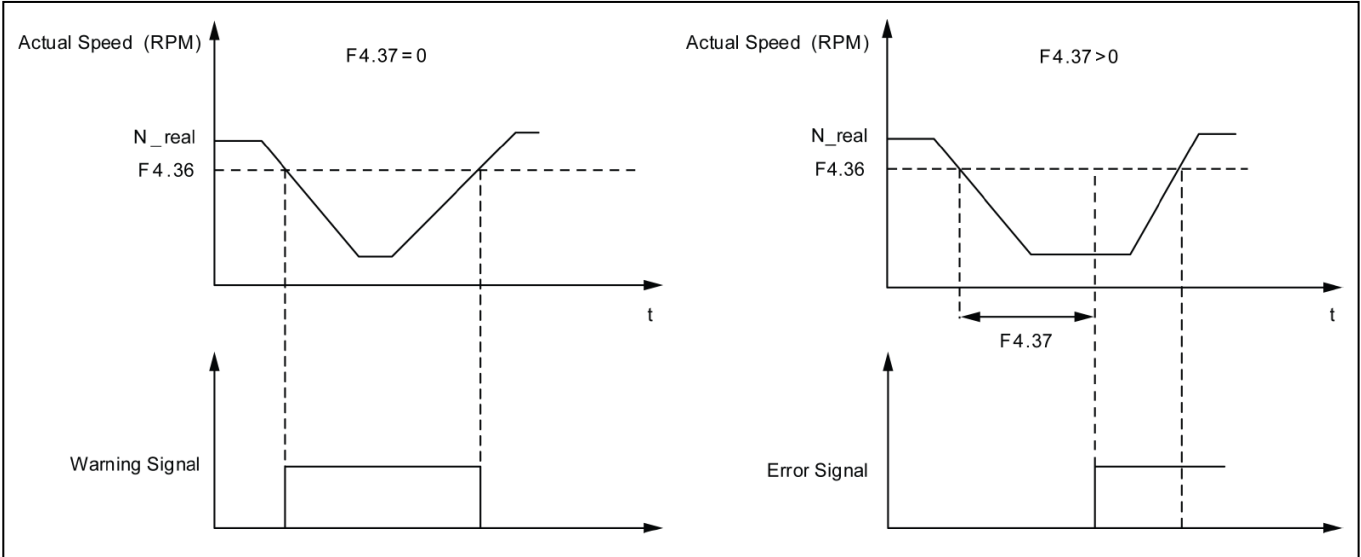 Actual Speed (RPM)
F4.37=0
N_real
F4.36
t
Warning Signal
Actual Speed (RPM)
F4.37>0
N_real
F4.36
t
F4.37
Error Signal